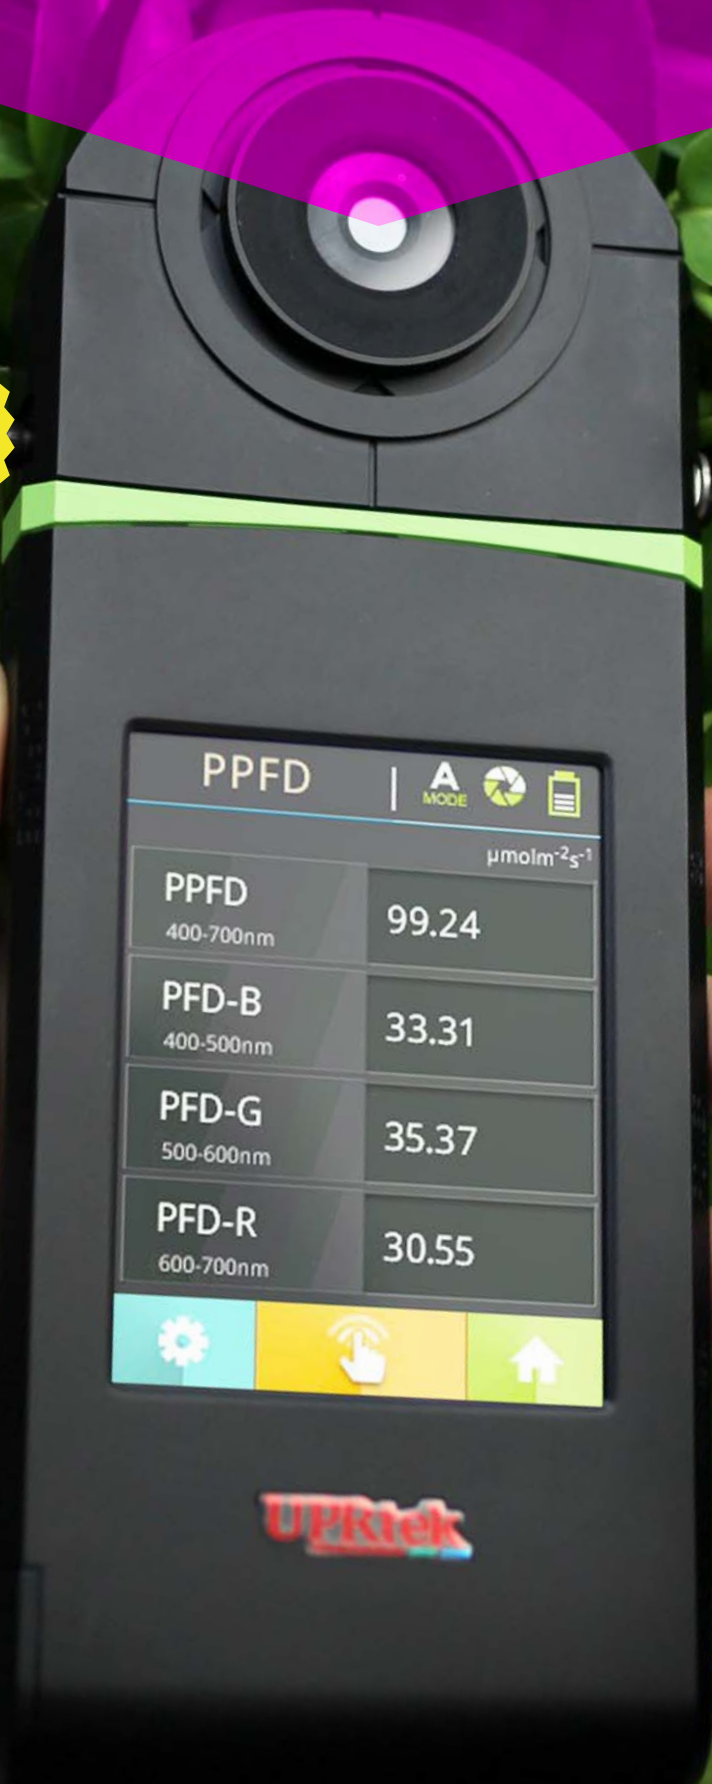 PPFD
A
MODE
μmolm⁻²s⁻¹
PPFD
99.24
400-700nm
PFD-B
33.31
400-500nm
PFD-G
35.37
500-600nm
PFD-R
30.55
600-700nm
UPRtek